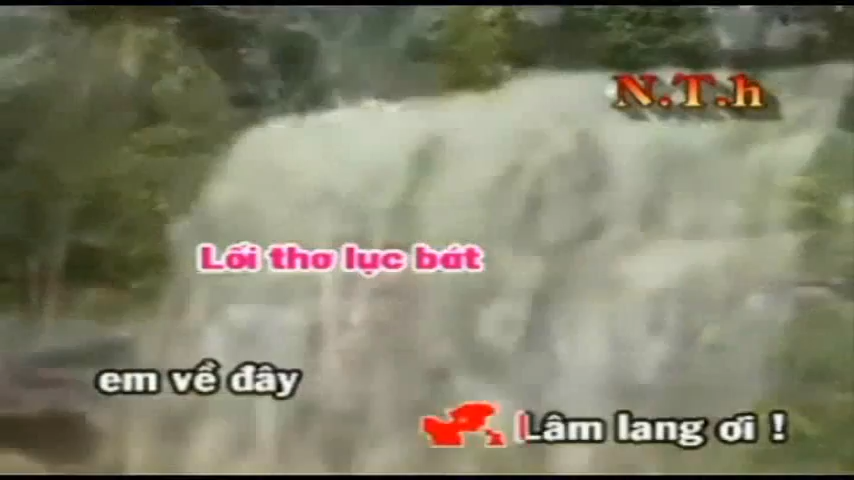 N.T.h
Lối thơ lục bát
em về đây
Lâm lang ơi !